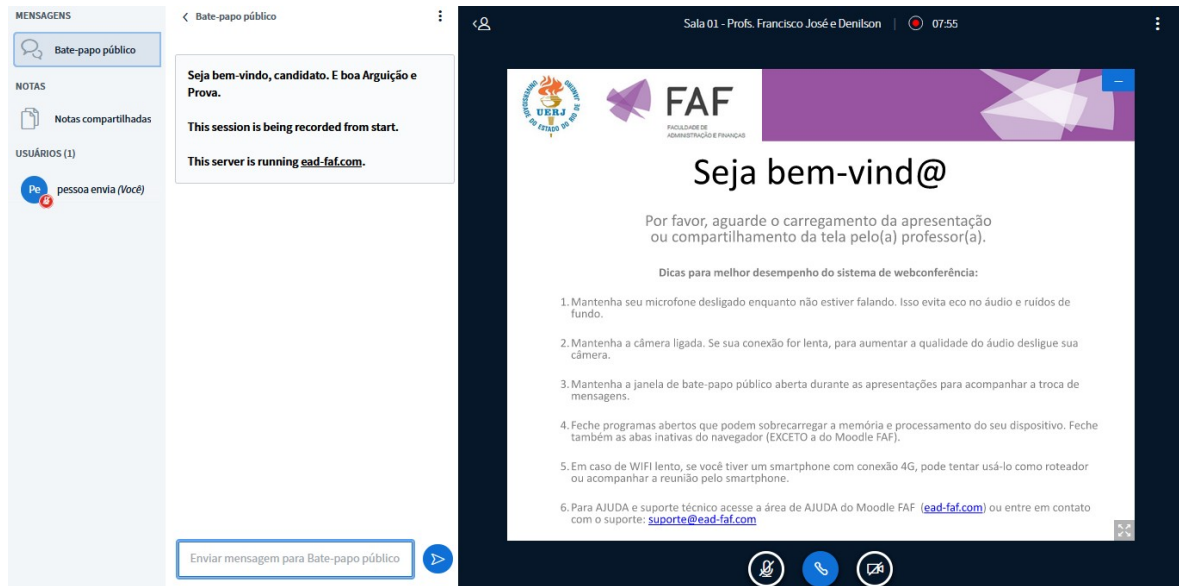 MENSAGENS
Bate-papo público
NOTAS
Notas compartilhadas
USUÁRIOS (1)
Pe
pessoa envia (Você)
Bate-papo público
Seja bem-vindo, candidato. E boa Arguição e
Prova.
This session is being recorded from start.
This server is running ead-faf.com.
Enviar mensagem para Bate-papo público
Sala 01 - Profs. Francisco José e Denilson
07:55
UNIVERSIDADE DO ESTADO DO RIO DE JANEIRO
UERJ
FAF
FACULDADE DE
ADMINISTRAÇÃO E FINANÇAS
Seja bem-vind@
Por favor, aguarde o carregamento da apresentação
ou compartilhamento da tela pelo(a) professor(a).
Dicas para melhor desempenho do sistema de webconferência:
1. Mantenha seu microfone desligado enquanto não estiver falando. Isso evita eco no áudio e ruídos de
fundo.
2. Mantenha a câmera ligada. Se sua conexão for lenta, para aumentar a qualidade do áudio desligue sua
câmera.
3. Mantenha a janela de bate-papo público aberta durante as apresentações para acompanhar a troca de
mensagens.
4. Feche programas abertos que podem sobrecarregar a memória e processamento do seu dispositivo. Feche
também as abas inativas do navegador (EXCETO a do Moodle FAF).
5. Em caso de WIFI lento, se você tiver um smartphone com conexão 4G, pode tentar usá-lo como roteador
ou acompanhar a reunião pelo smartphone.
6. Para AJUDA e suporte técnico acesse a área de AJUDA do Moodle FAF (ead-faf.com) ou entre em contato
com o suporte: suporte@ead-faf.com